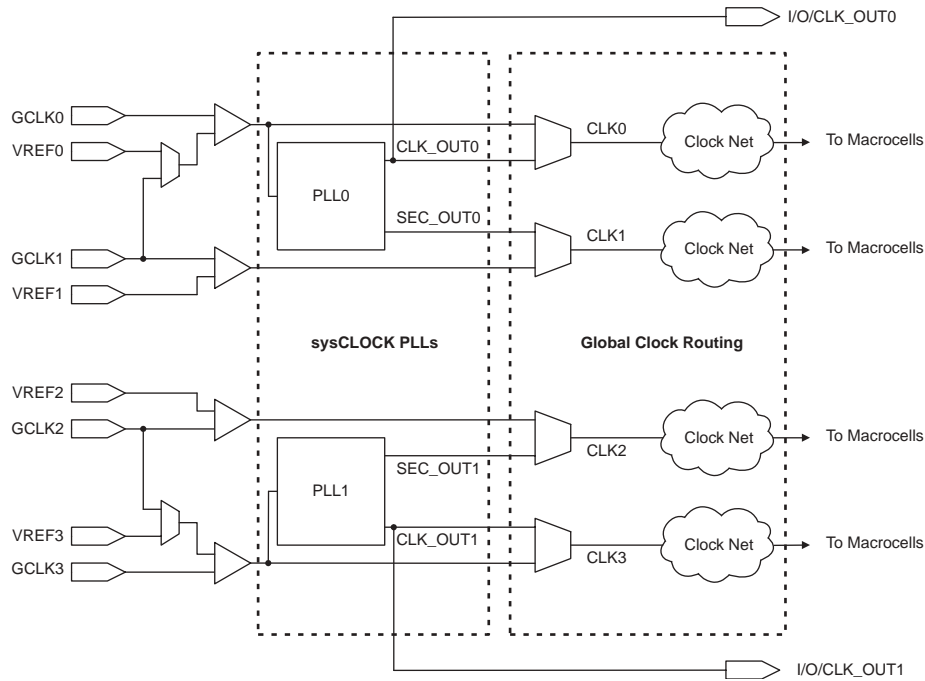 I/O/CLK_OUT0
GCLK0
VREF0
CLK_OUT0
CLK0
Clock Net
To Macrocells
PLL0
SEC_OUT0
GCLK1
CLK1
Clock Net
To Macrocells
VREF1
sysCLOCK PLLs
Global Clock Routing
VREF2
GCLK2
Clock Net
To Macrocells
CLK2
SEC_OUT1
PLL1
VREF3
CLK_OUT1
Clock Net
To Macrocells
CLK3
GCLK3
I/O/CLK_OUT1